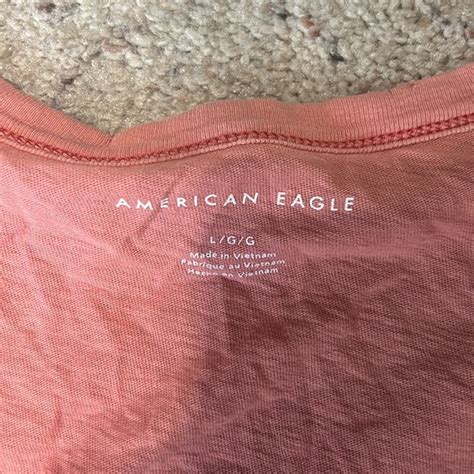 AMERICAN EAGLE
L/G/G
Made in Vietnam
Fabriqué au Vietnam
Hecho en Vietnam